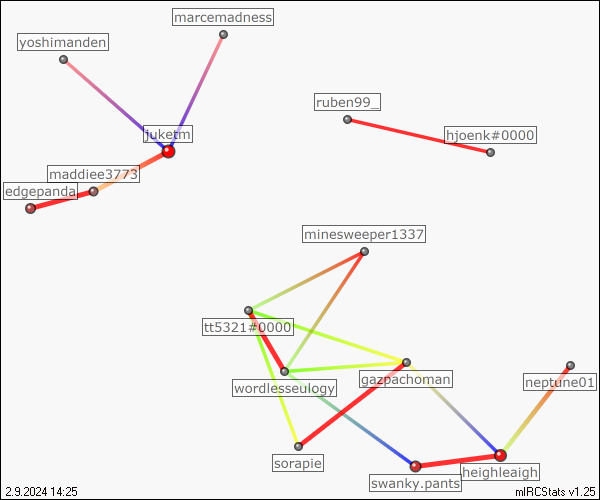 marcemadness
yoshimanden
ruben99_
hjoenk#0000
juketm
maddiee3773
edgepanda
minesweeper1337
tt5321#0000
gazpachoman
neptune01
wordlesseulogy
sorapie
heighleaigh
swanky.pants
2.9.2024 14:25
mIRCStats v1.25